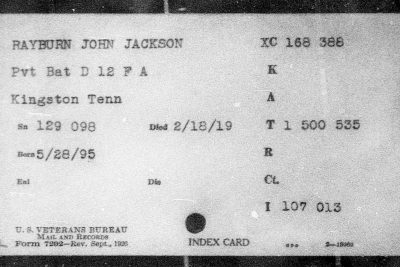 RAYBURN JOHN JACKSON XC 168 388
Pvt Bat D 12 F A K
Kingston Tenn A
Sn 129 098 Died 2/18/19 T 1 500 535
Born 5/28/95 R
Enl Dis Ct.
I 107 013
U. S. VETERANS BUREAU
MAIL AND RECORDS
Form 7202—Rev. Sept., 1926 INDEX CARD